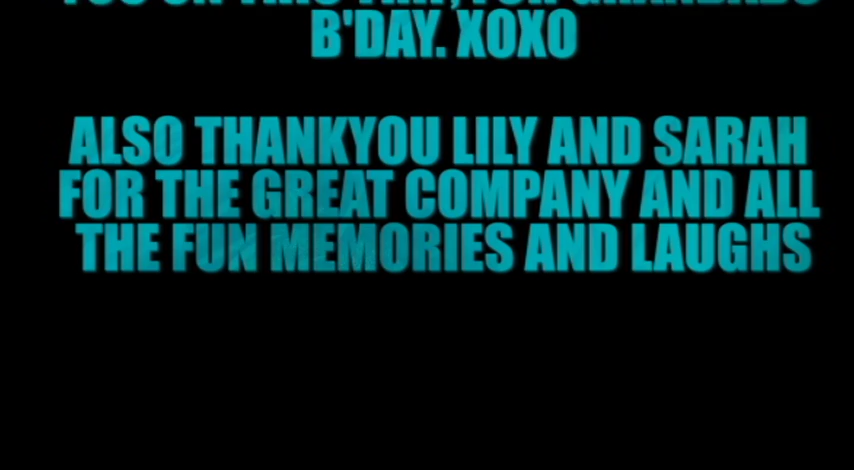 B'DAY. XOXO
ALSO THANKYOU LILY AND SARAH
FOR THE GREAT COMPANY AND ALL
THE FUN MEMORIES AND LAUGHS